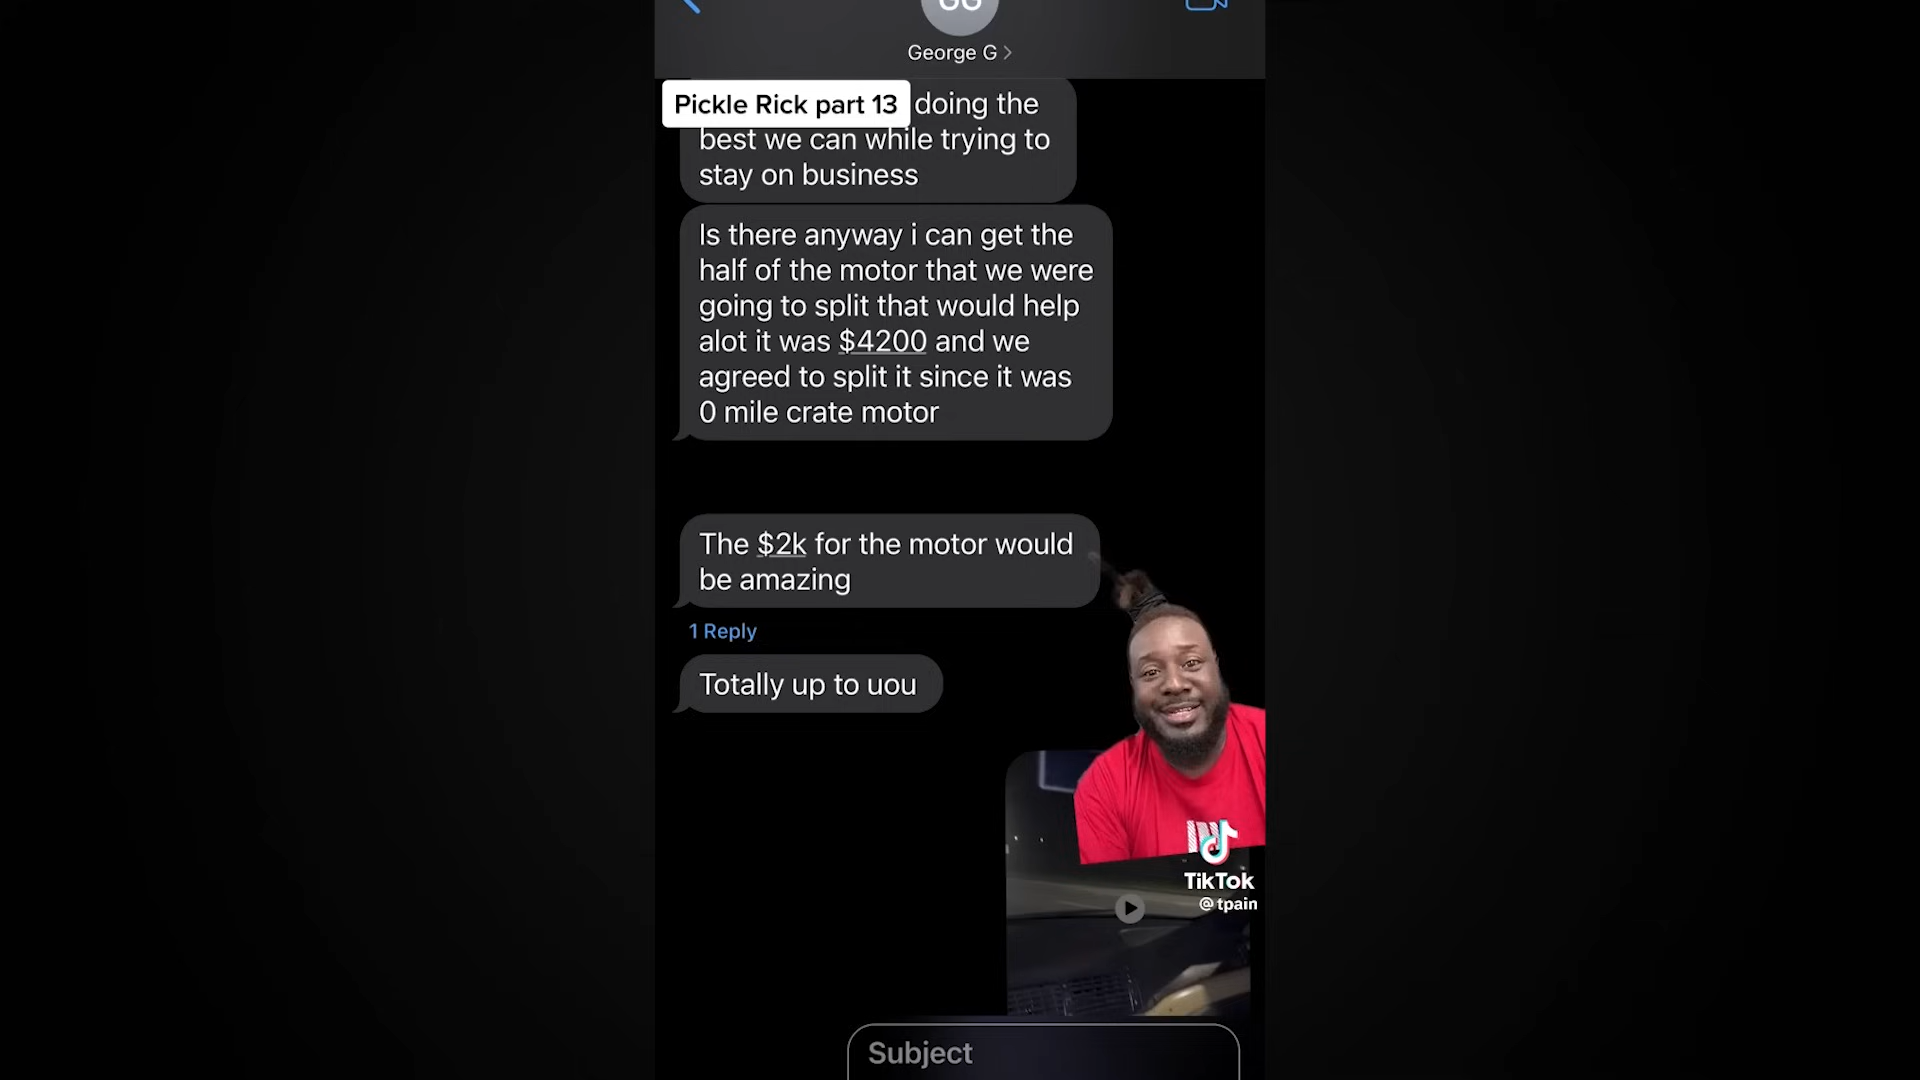 George G
Pickle Rick part 13
doing the
best we can while trying to
stay on business
Is there anyway i can get the
half of the motor that we were
going to split that would help
alot it was $4200 and we
agreed to split it since it was
0 mile crate motor
The $2k for the motor would
be amazing
1 Reply
Totally up to uou
TikTok
@tpain
Subject